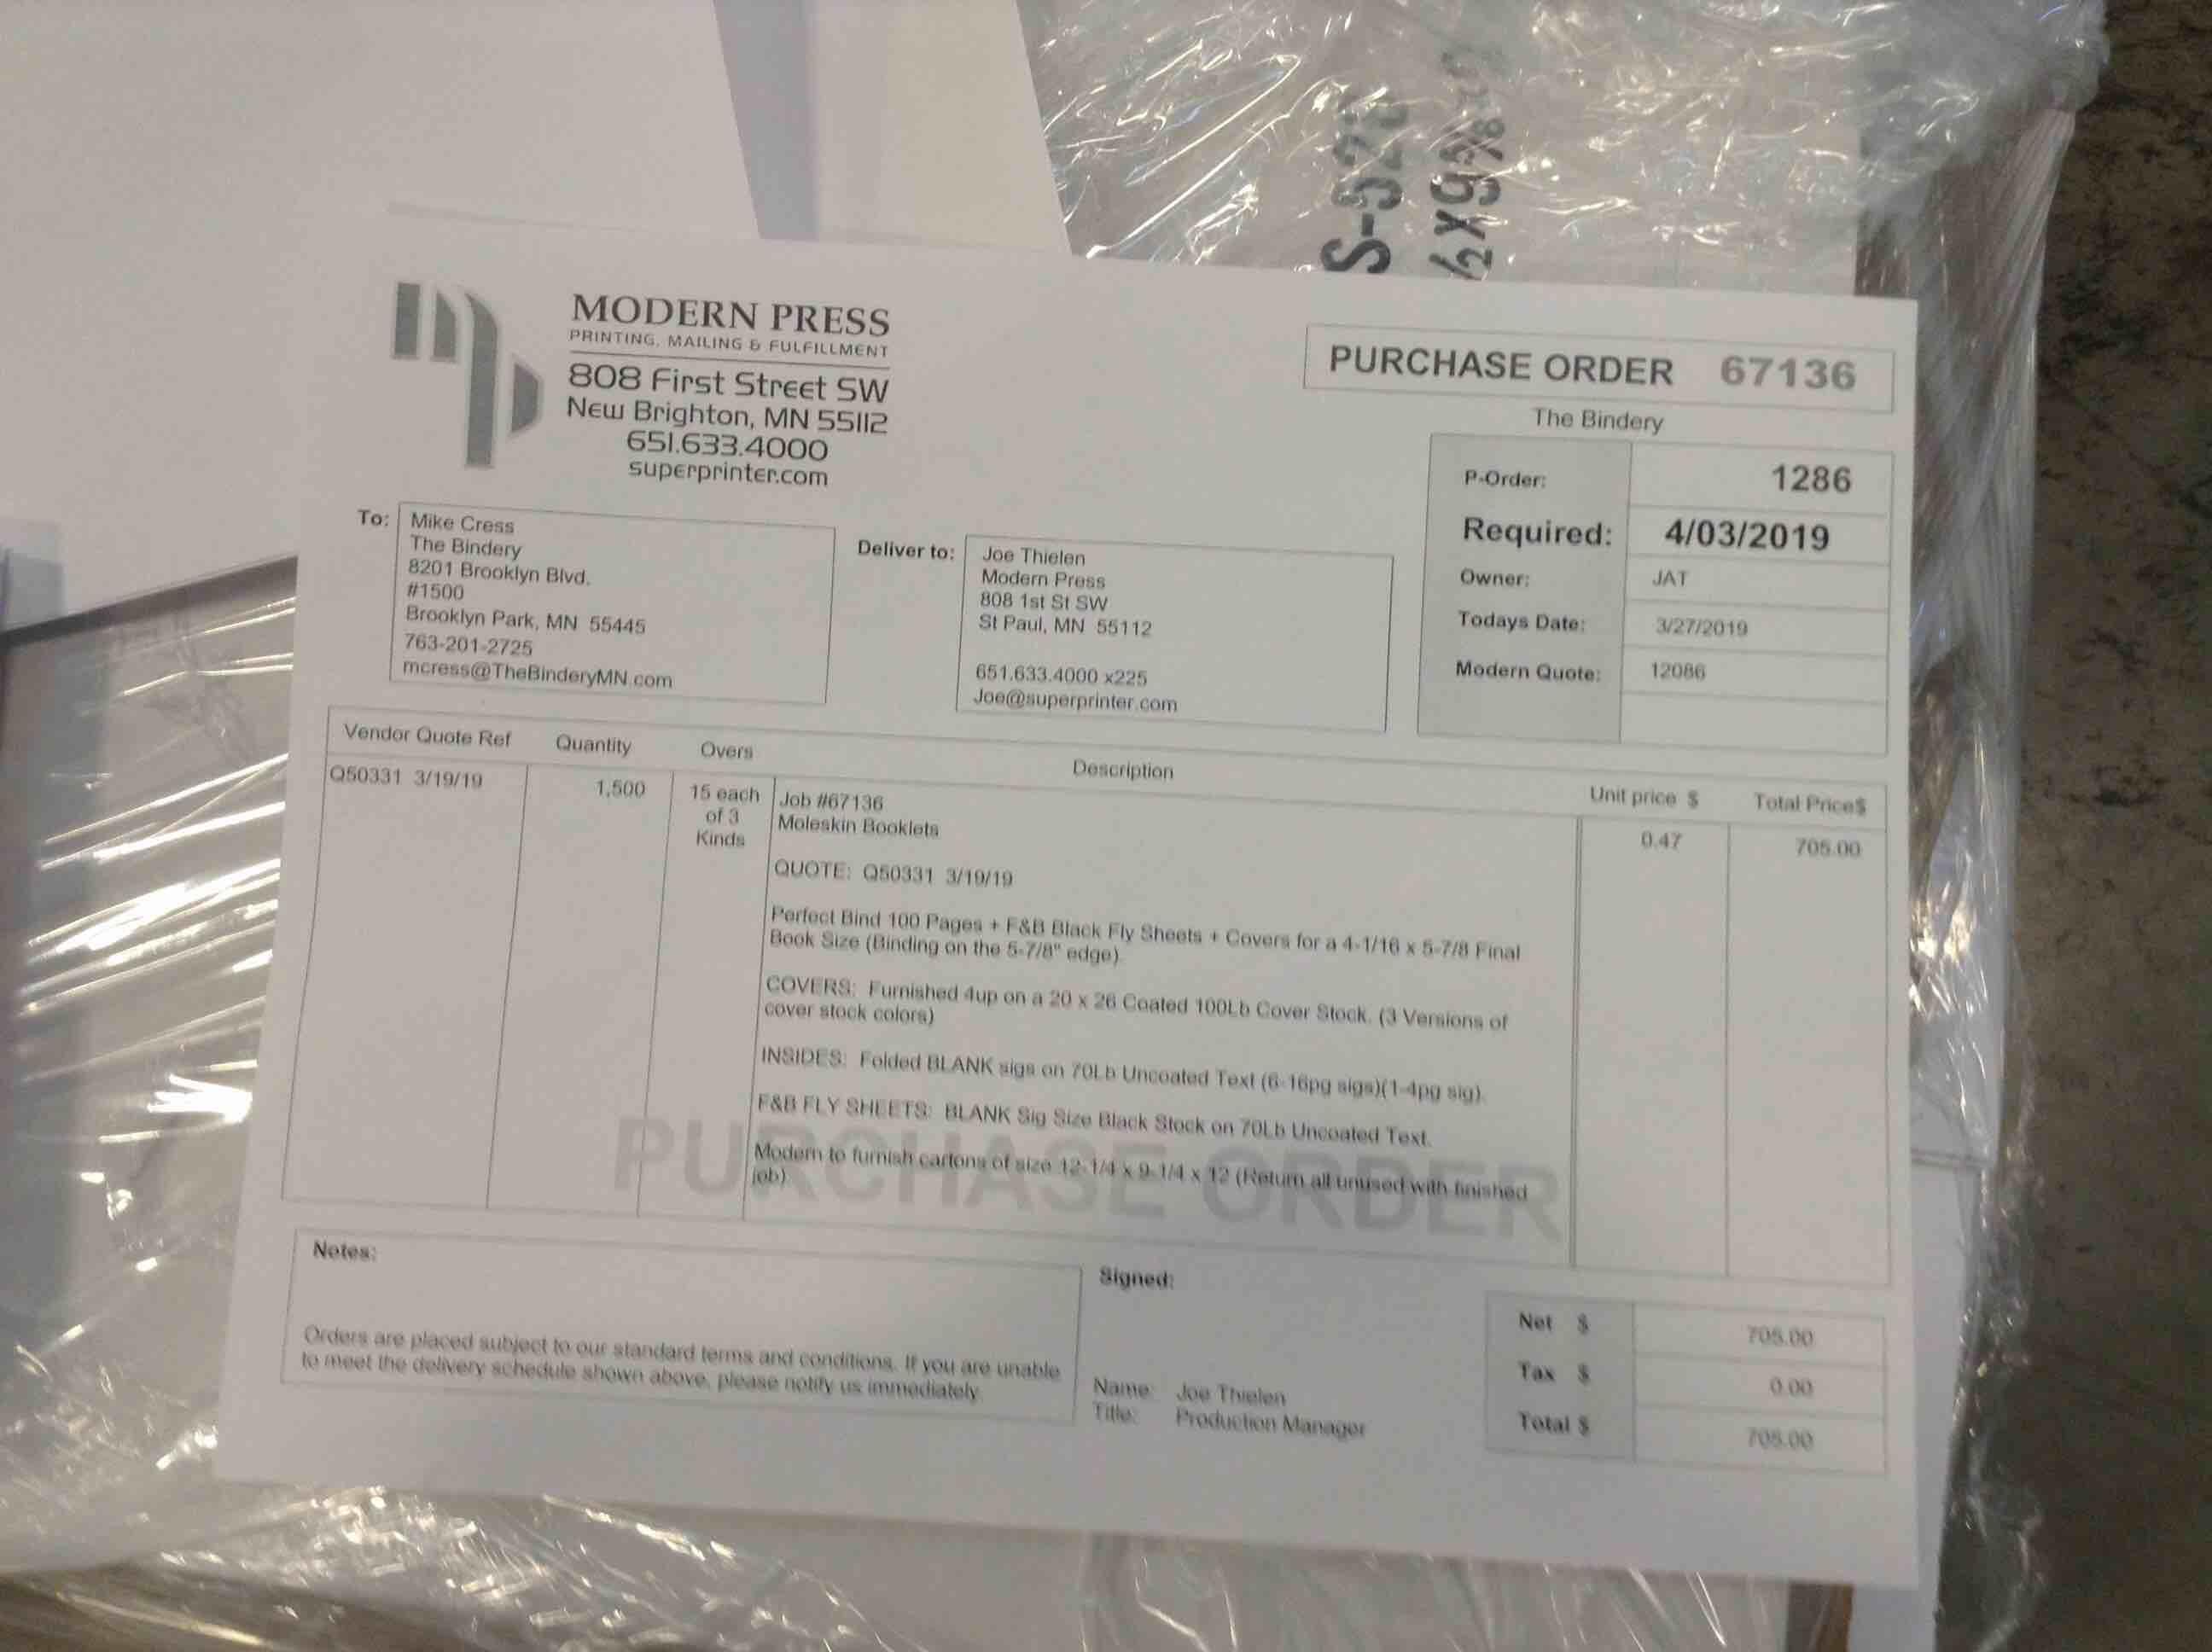 S-522
MODERN PRESS
PRINTING, MAILING & FULFILLMENT
808 First Street SW
New Brighton, MN 55112
651.633.4000
superprinter.com
PURCHASE ORDER 67136
The Bindery
P-Order: 1286
Required: 4/03/2019
Owner: JAT
Todays Date: 3/27/2019
Modern Quote: 12086
To: Mike Cress
The Bindery
8201 Brooklyn Blvd.
#1500
Brooklyn Park, MN 55445
763-201-2725
mcress@TheBinderyMN.com
Deliver to: Joe Thielen
Modern Press
808 1st St SW
St Paul, MN 55112
651.633.4000 x225
Joe@superprinter.com
Vendor Quote Ref Quantity Overs Description Unit price $ Total Price$
Q50331 3/19/19 1,500 15 each of 3 Kinds 0.47 705.00
Job #67136
Moleskin Booklets
QUOTE: Q50331 3/19/19
Perfect Bind 100 Pages + F&B Black Fly Sheets + Covers for a 4-1/16 x 5-7/8 Final
Book Size (Binding on the 5-7/8" edge).
COVERS: Furnished 4up on a 20 x 26 Coated 100Lb Cover Stock. (3 Versions of
cover stock colors)
INSIDES: Folded BLANK sigs on 70Lb Uncoated Text (6-16pg sigs)(1-4pg sig).
F&B FLY SHEETS: BLANK Sig Size Black Stock on 70Lb Uncoated Text.
Modern to furnish cartons of size 12-1/4 x 9-1/4 x 12 (Return all unused with finished
job)
PURCHASE ORDER
Notes:
Orders are placed subject to our standard terms and conditions. If you are unable
to meet the delivery schedule shown above, please notify us immediately.
Signed:
Name: Joe Thielen
Title: Production Manager
Net $ 705.00
Tax $ 0.00
Total $ 705.00